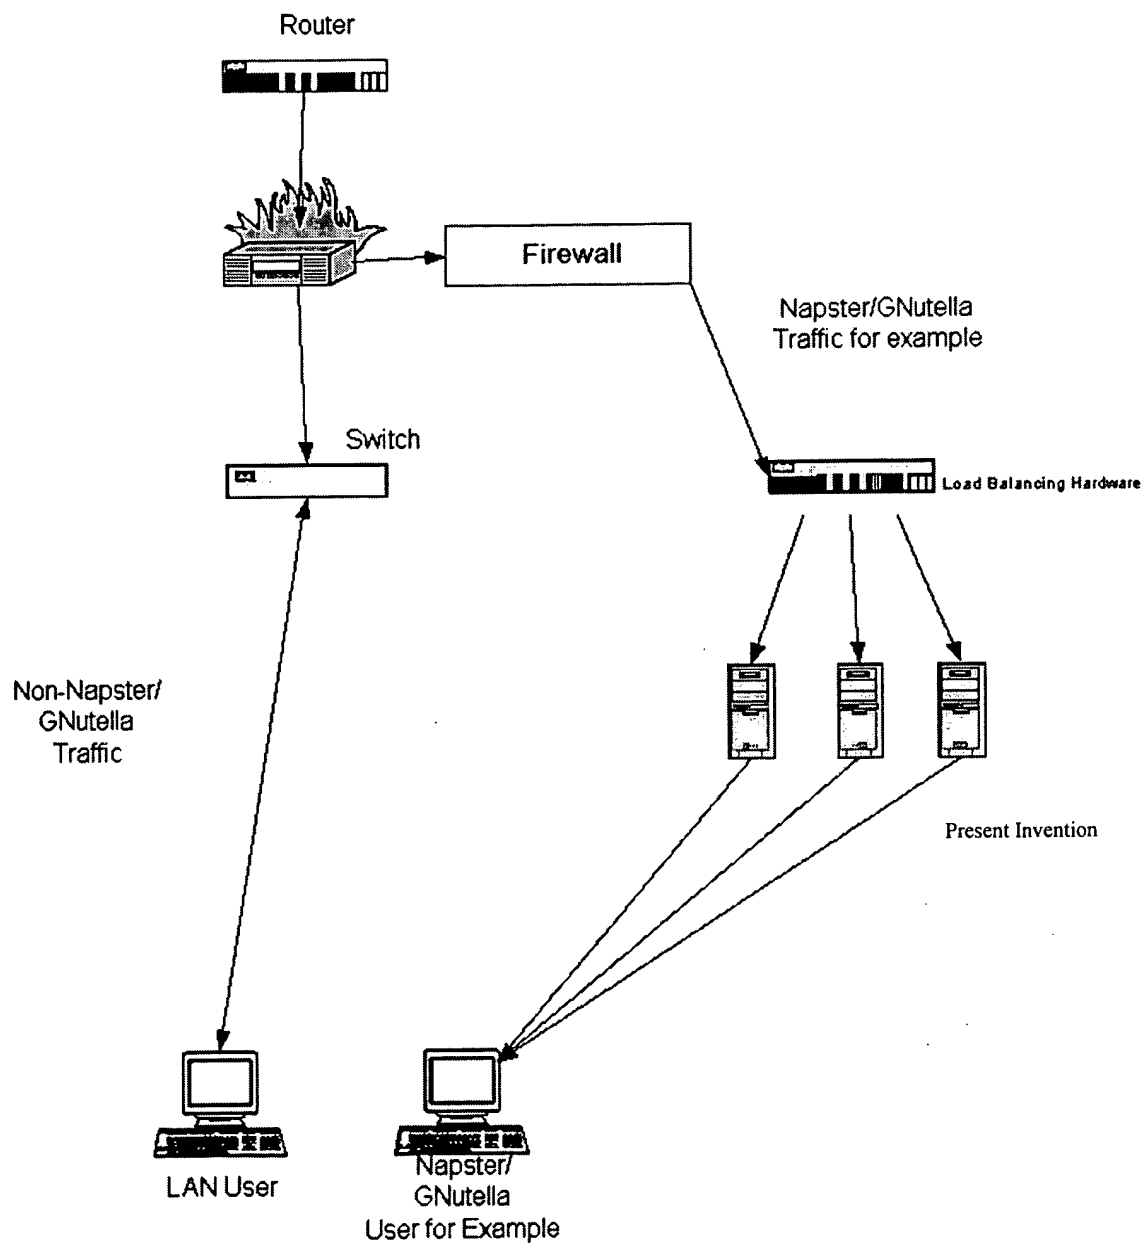 Router
Firewall
Napster/GNutella
Traffic for example
Switch
Load Balancing Hardware
Non-Napster/
GNutella
Traffic
Present Invention
LAN User
Napster/
GNutella
User for Example